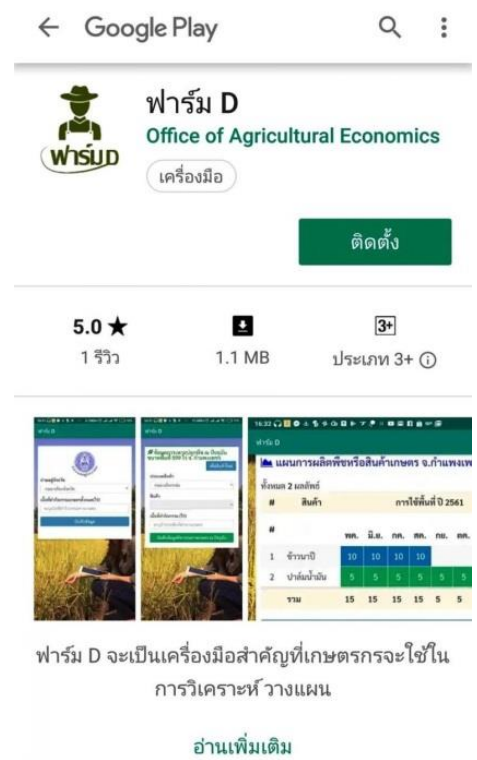 Google Play
ฟาร์ม D
ฟาร์ม D
Office of Agricultural Economics
เครื่องมือ
ติดตั้ง
5.0 ★
1 รีวิว
1.1 MB
3+
ประเภท 3+
ฟาร์ม D
แผนการผลิตพืชหรือสินค้าเกษตร จ.กำแพงเพ
ทั้งหมด 2 ผลลัพธ์
# สินค้า การใช้พื้นที่ ปี 2561
# พค. มิ.ย. กค. สค. กย. ตค.
1 ข้าวนาปี 10 10 10 10
2 ปาล์มน้ำมัน 5 5 5 5 5 5
รวม 15 15 15 15 5 5
ฟาร์ม D จะเป็นเครื่องมือสำคัญที่เกษตรกรจะใช้ใน
การวิเคราะห์ วางแผน
อ่านเพิ่มเติม